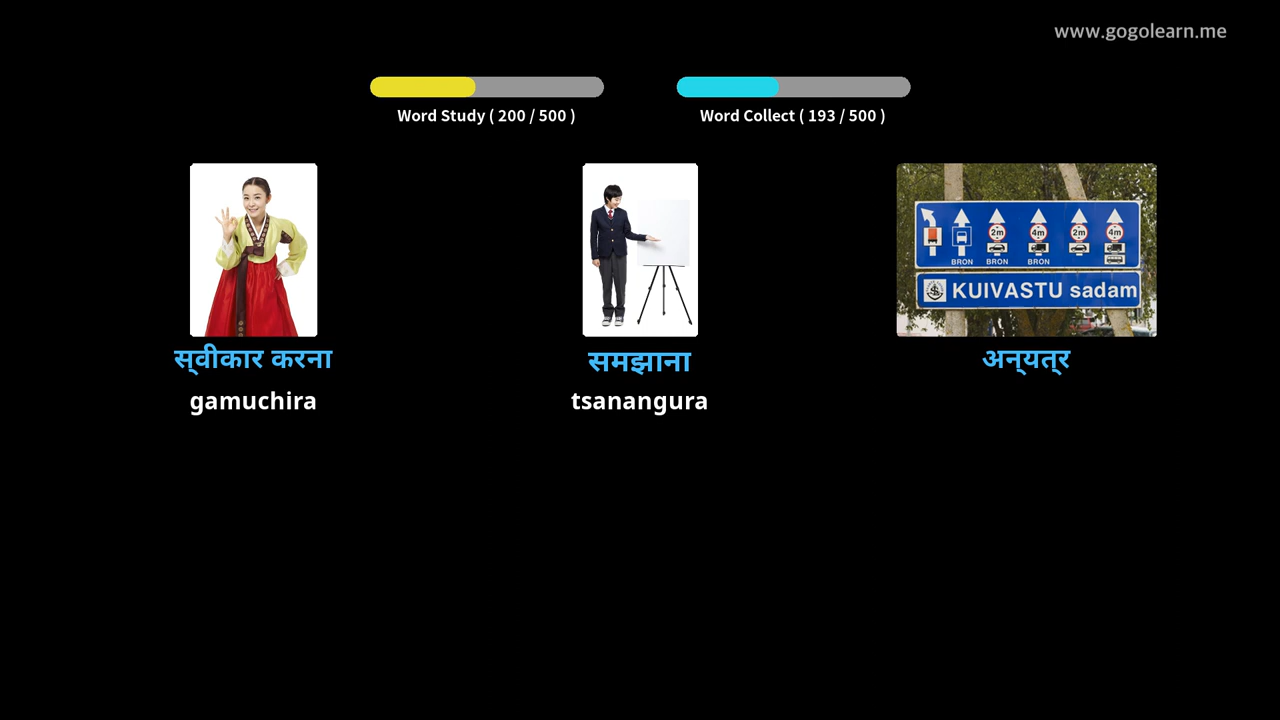 www.gogolearn.me
Word Study ( 200 / 500 )
Word Collect ( 193 / 500 )
2m 4m 2m 4m
BRON BRON BRON
KUIVASTU sadam
स्वीकार करना
समझाना
अन्यत्र
gamuchira
tsanangura